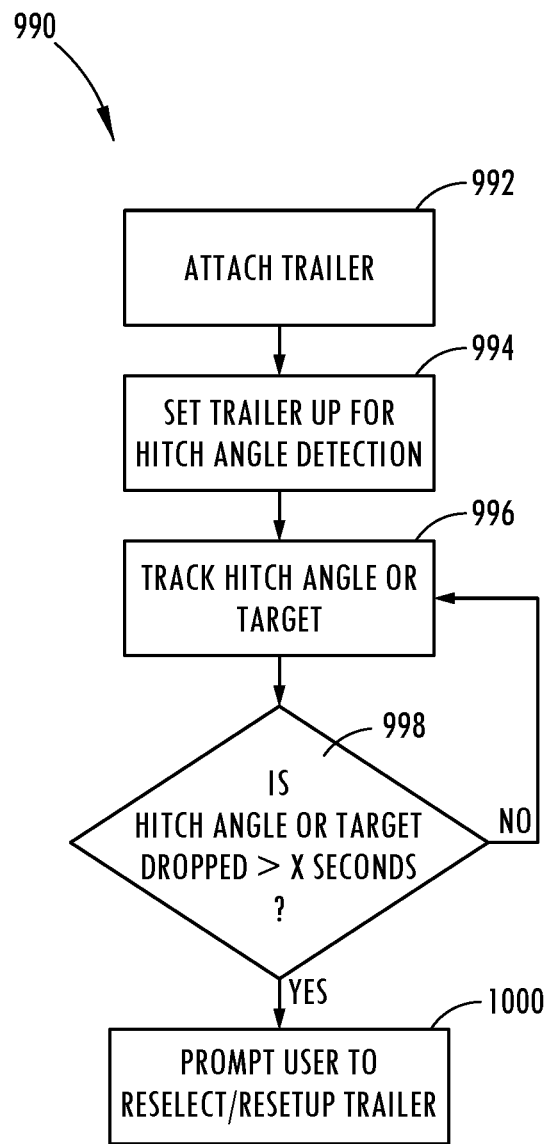 990
992
ATTACH TRAILER
994
SET TRAILER UP FOR
HITCH ANGLE DETECTION
996
TRACK HITCH ANGLE OR
TARGET
998
IS
HITCH ANGLE OR TARGET
DROPPED > X SECONDS
?
NO
YES
1000
PROMPT USER TO
RESELECT/RESETUP TRAILER